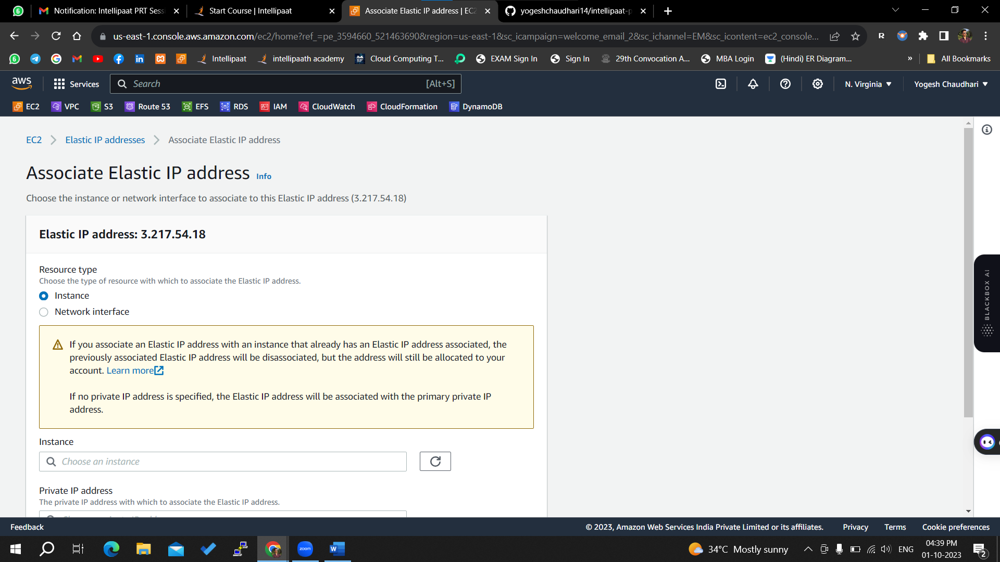 Notification: Intellipaat PRT Sess
Start Course | Intellipaat
Associate Elastic IP address | EC2
yogeshchaudhari14/intellipaat-p
us-east-1.console.aws.amazon.com/ec2/home?ref_=pe_3594660_521463690&region=us-east-1&sc_icampaign=welcome_email_2&sc_ichannel=EM&sc_icontent=ec2_console...
R
Intellipaat
intellipaath academy
Cloud Computing T...
EXAM Sign In
Sign In
29th Convocation A...
MBA Login
(Hindi) ER Diagram...
»
All Bookmarks
aws
Services
Search
[Alt+S]
N. Virginia
Yogesh Chaudhari
EC2
VPC
S3
Route 53
EFS
RDS
IAM
CloudWatch
CloudFormation
DynamoDB
EC2
Elastic IP addresses
Associate Elastic IP address
Associate Elastic IP address Info
Choose the instance or network interface to associate to this Elastic IP address (3.217.54.18)
Elastic IP address: 3.217.54.18
Resource type
Choose the type of resource with which to associate the Elastic IP address.
Instance
Network interface
If you associate an Elastic IP address with an instance that already has an Elastic IP address associated, the
previously associated Elastic IP address will be disassociated, but the address will still be allocated to your
account. Learn more
If no private IP address is specified, the Elastic IP address will be associated with the primary private IP
address.
Instance
Choose an instance
Private IP address
The private IP address with which to associate the Elastic IP address.
BLACKBOX AI
Feedback
© 2023, Amazon Web Services India Private Limited or its affiliates.
Privacy
Terms
Cookie preferences
zoom
34°C Mostly sunny
ENG
04:39 PM
01-10-2023
2